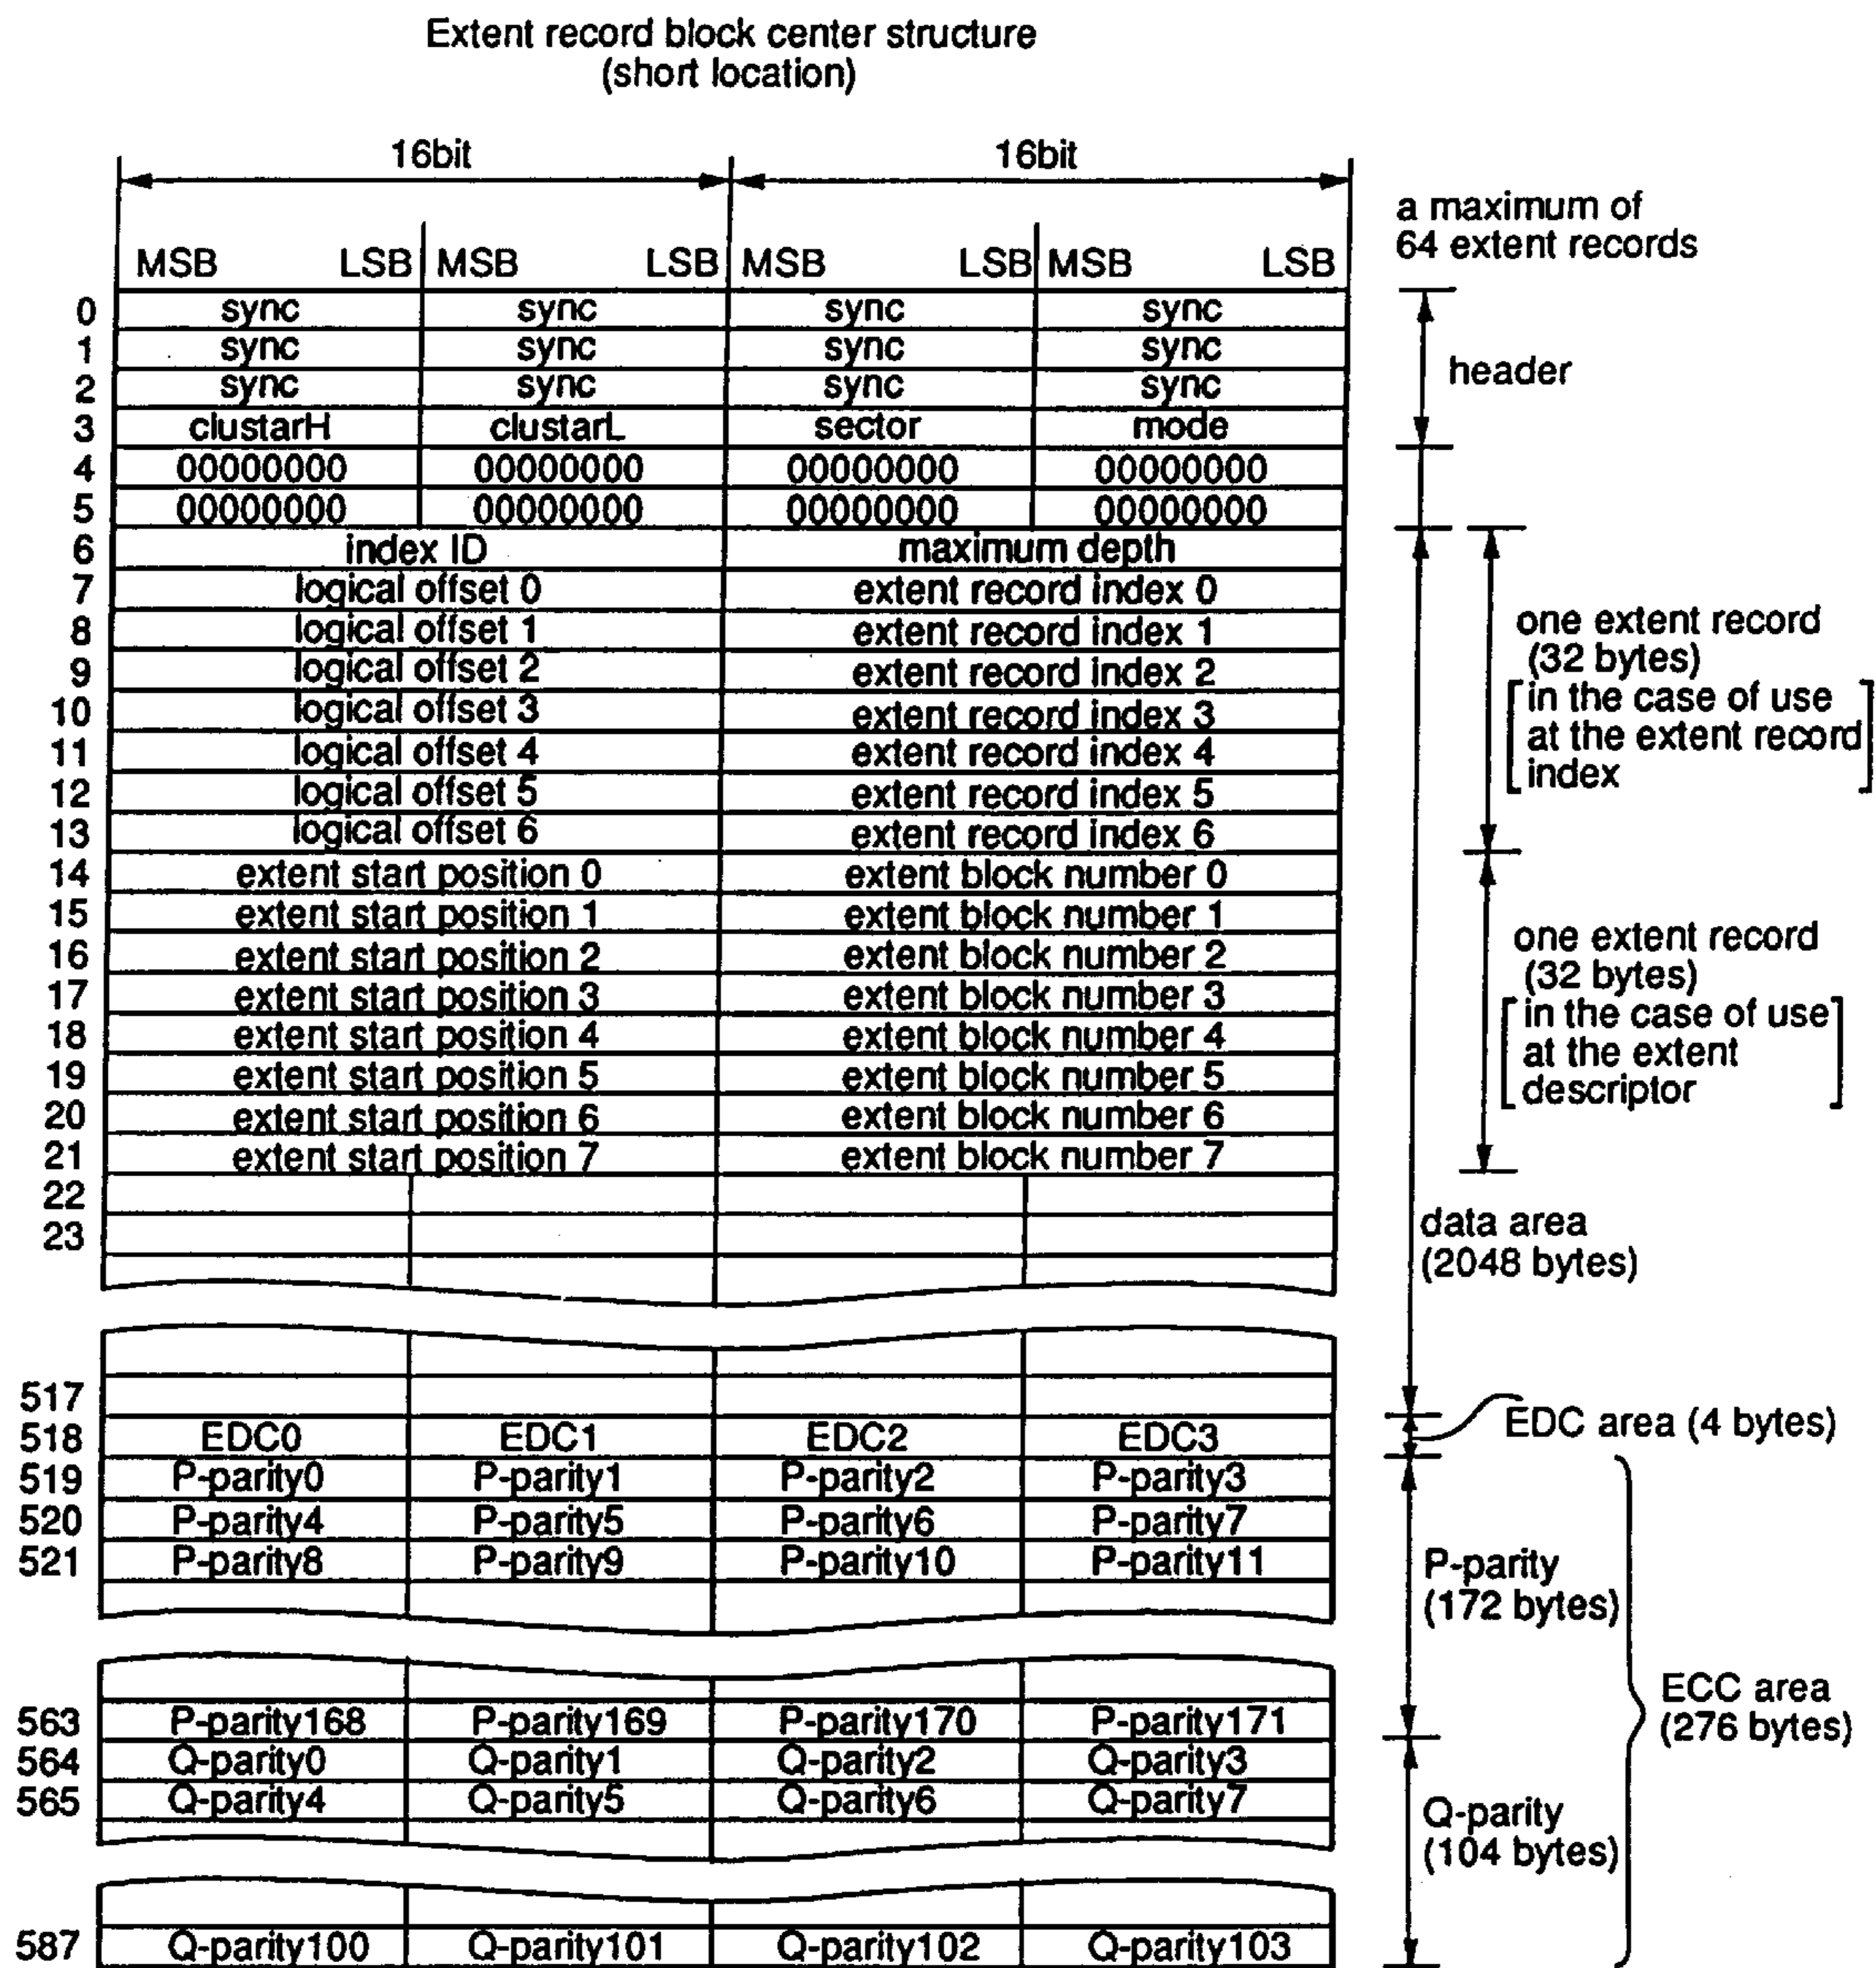 Extent record block center structure
(short location)
16bit 16bit
a maximum of
64 extent records
MSB LSB MSB LSB MSB LSB MSB LSB
0 sync sync sync sync
1 sync sync sync sync
header
2 sync sync sync sync
3 clustarH clustarL sector mode
4 00000000 00000000 00000000 00000000
5 00000000 00000000 00000000 00000000
6 index ID maximum depth
7 logical offset 0 extent record index 0
8 logical offset 1 extent record index 1
9 logical offset 2 extent record index 2
10 logical offset 3 extent record index 3
11 logical offset 4 extent record index 4
12 logical offset 5 extent record index 5
13 logical offset 6 extent record index 6
one extent record
(32 bytes)
[in the case of use
at the extent record
index]
14 extent start position 0 extent block number 0
15 extent start position 1 extent block number 1
16 extent start position 2 extent block number 2
17 extent start position 3 extent block number 3
18 extent start position 4 extent block number 4
19 extent start position 5 extent block number 5
20 extent start position 6 extent block number 6
21 extent start position 7 extent block number 7
one extent record
(32 bytes)
[in the case of use
at the extent
descriptor]
22
23
data area
(2048 bytes)
517
518 EDC0 EDC1 EDC2 EDC3
EDC area (4 bytes)
519 P-parity0 P-parity1 P-parity2 P-parity3
520 P-parity4 P-parity5 P-parity6 P-parity7
521 P-parity8 P-parity9 P-parity10 P-parity11
P-parity
(172 bytes)
563 P-parity168 P-parity169 P-parity170 P-parity171
ECC area
(276 bytes)
564 Q-parity0 Q-parity1 Q-parity2 Q-parity3
565 Q-parity4 Q-parity5 Q-parity6 Q-parity7
Q-parity
(104 bytes)
587 Q-parity100 Q-parity101 Q-parity102 Q-parity103